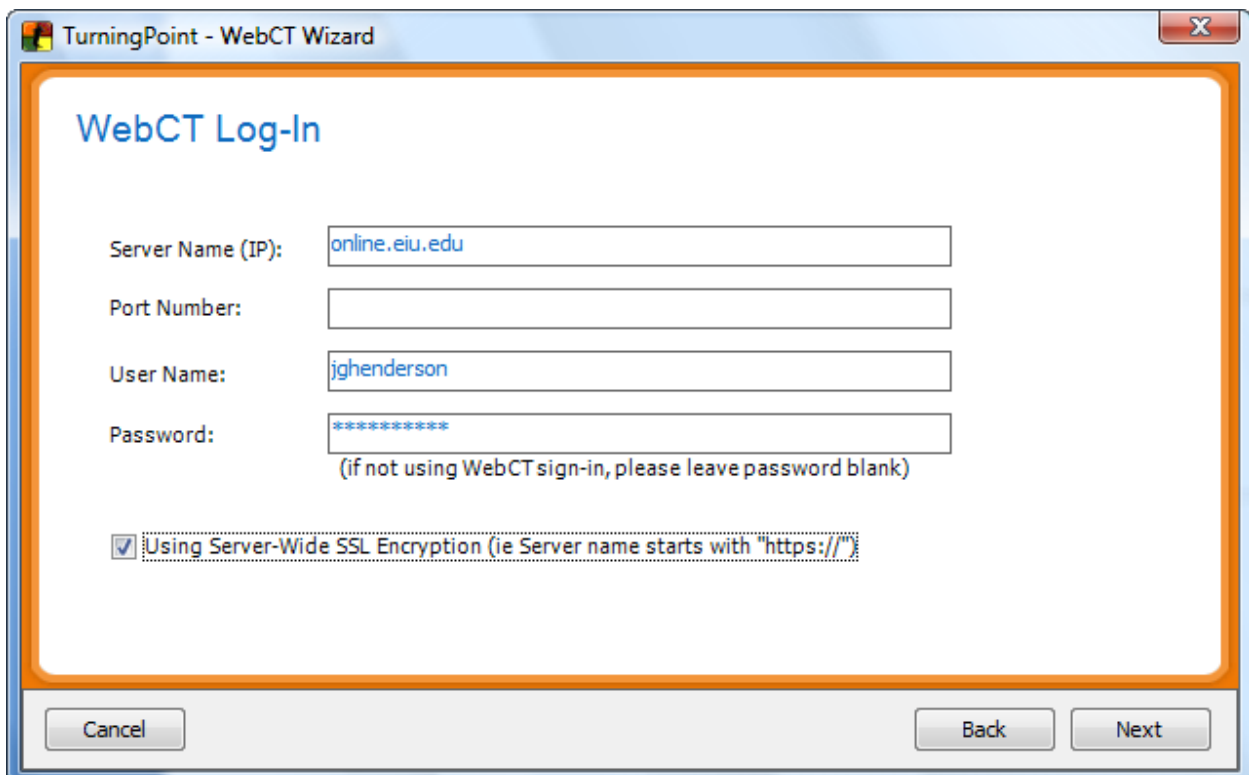 TurningPoint - WebCT Wizard
WebCT Log-In
Server Name (IP): online.eiu.edu
Port Number:
User Name: jghenderson
Password: **********
(if not using WebCT sign-in, please leave password blank)
Using Server-Wide SSL Encryption (ie Server name starts with "https://")
Cancel Back Next